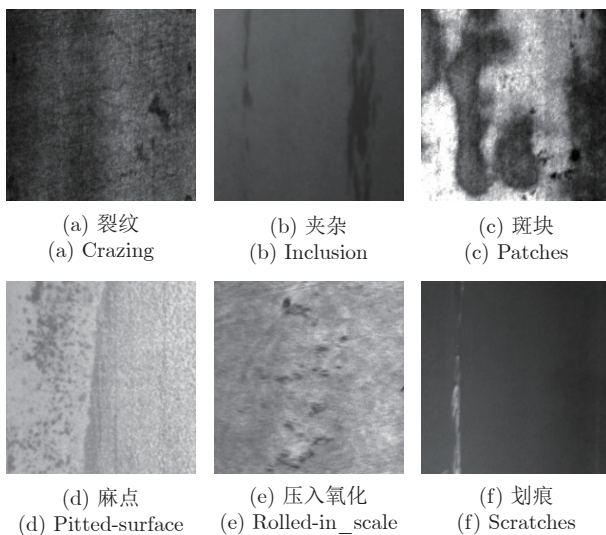 (a) 裂纹
(a) Crazing
(b) 夹杂
(b) Inclusion
(c) 斑块
(c) Patches
(d) 麻点
(d) Pitted-surface
(e) 压入氧化
(e) Rolled-in_scale
(f) 划痕
(f) Scratches